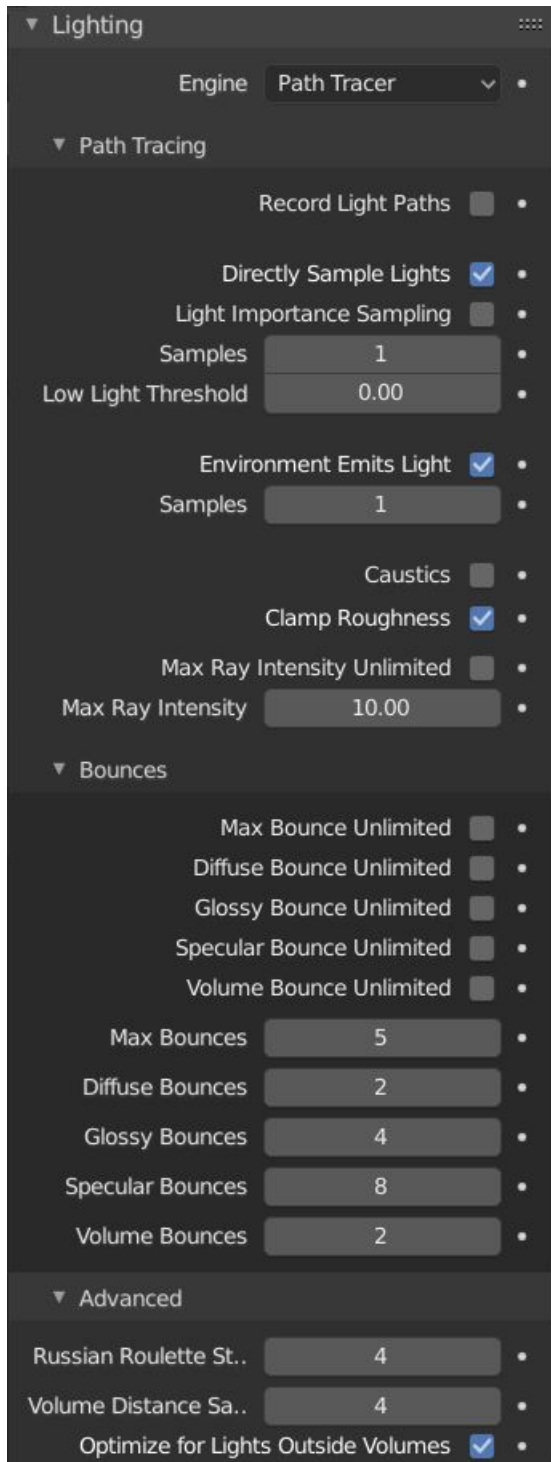 Lighting
Engine Path Tracer
Path Tracing
Record Light Paths
Directly Sample Lights
Light Importance Sampling
Samples 1
Low Light Threshold 0.00
Environment Emits Light
Samples 1
Caustics
Clamp Roughness
Max Ray Intensity Unlimited
Max Ray Intensity 10.00
Bounces
Max Bounce Unlimited
Diffuse Bounce Unlimited
Glossy Bounce Unlimited
Specular Bounce Unlimited
Volume Bounce Unlimited
Max Bounces 5
Diffuse Bounces 2
Glossy Bounces 4
Specular Bounces 8
Volume Bounces 2
Advanced
Russian Roulette St.. 4
Volume Distance Sa.. 4
Optimize for Lights Outside Volumes